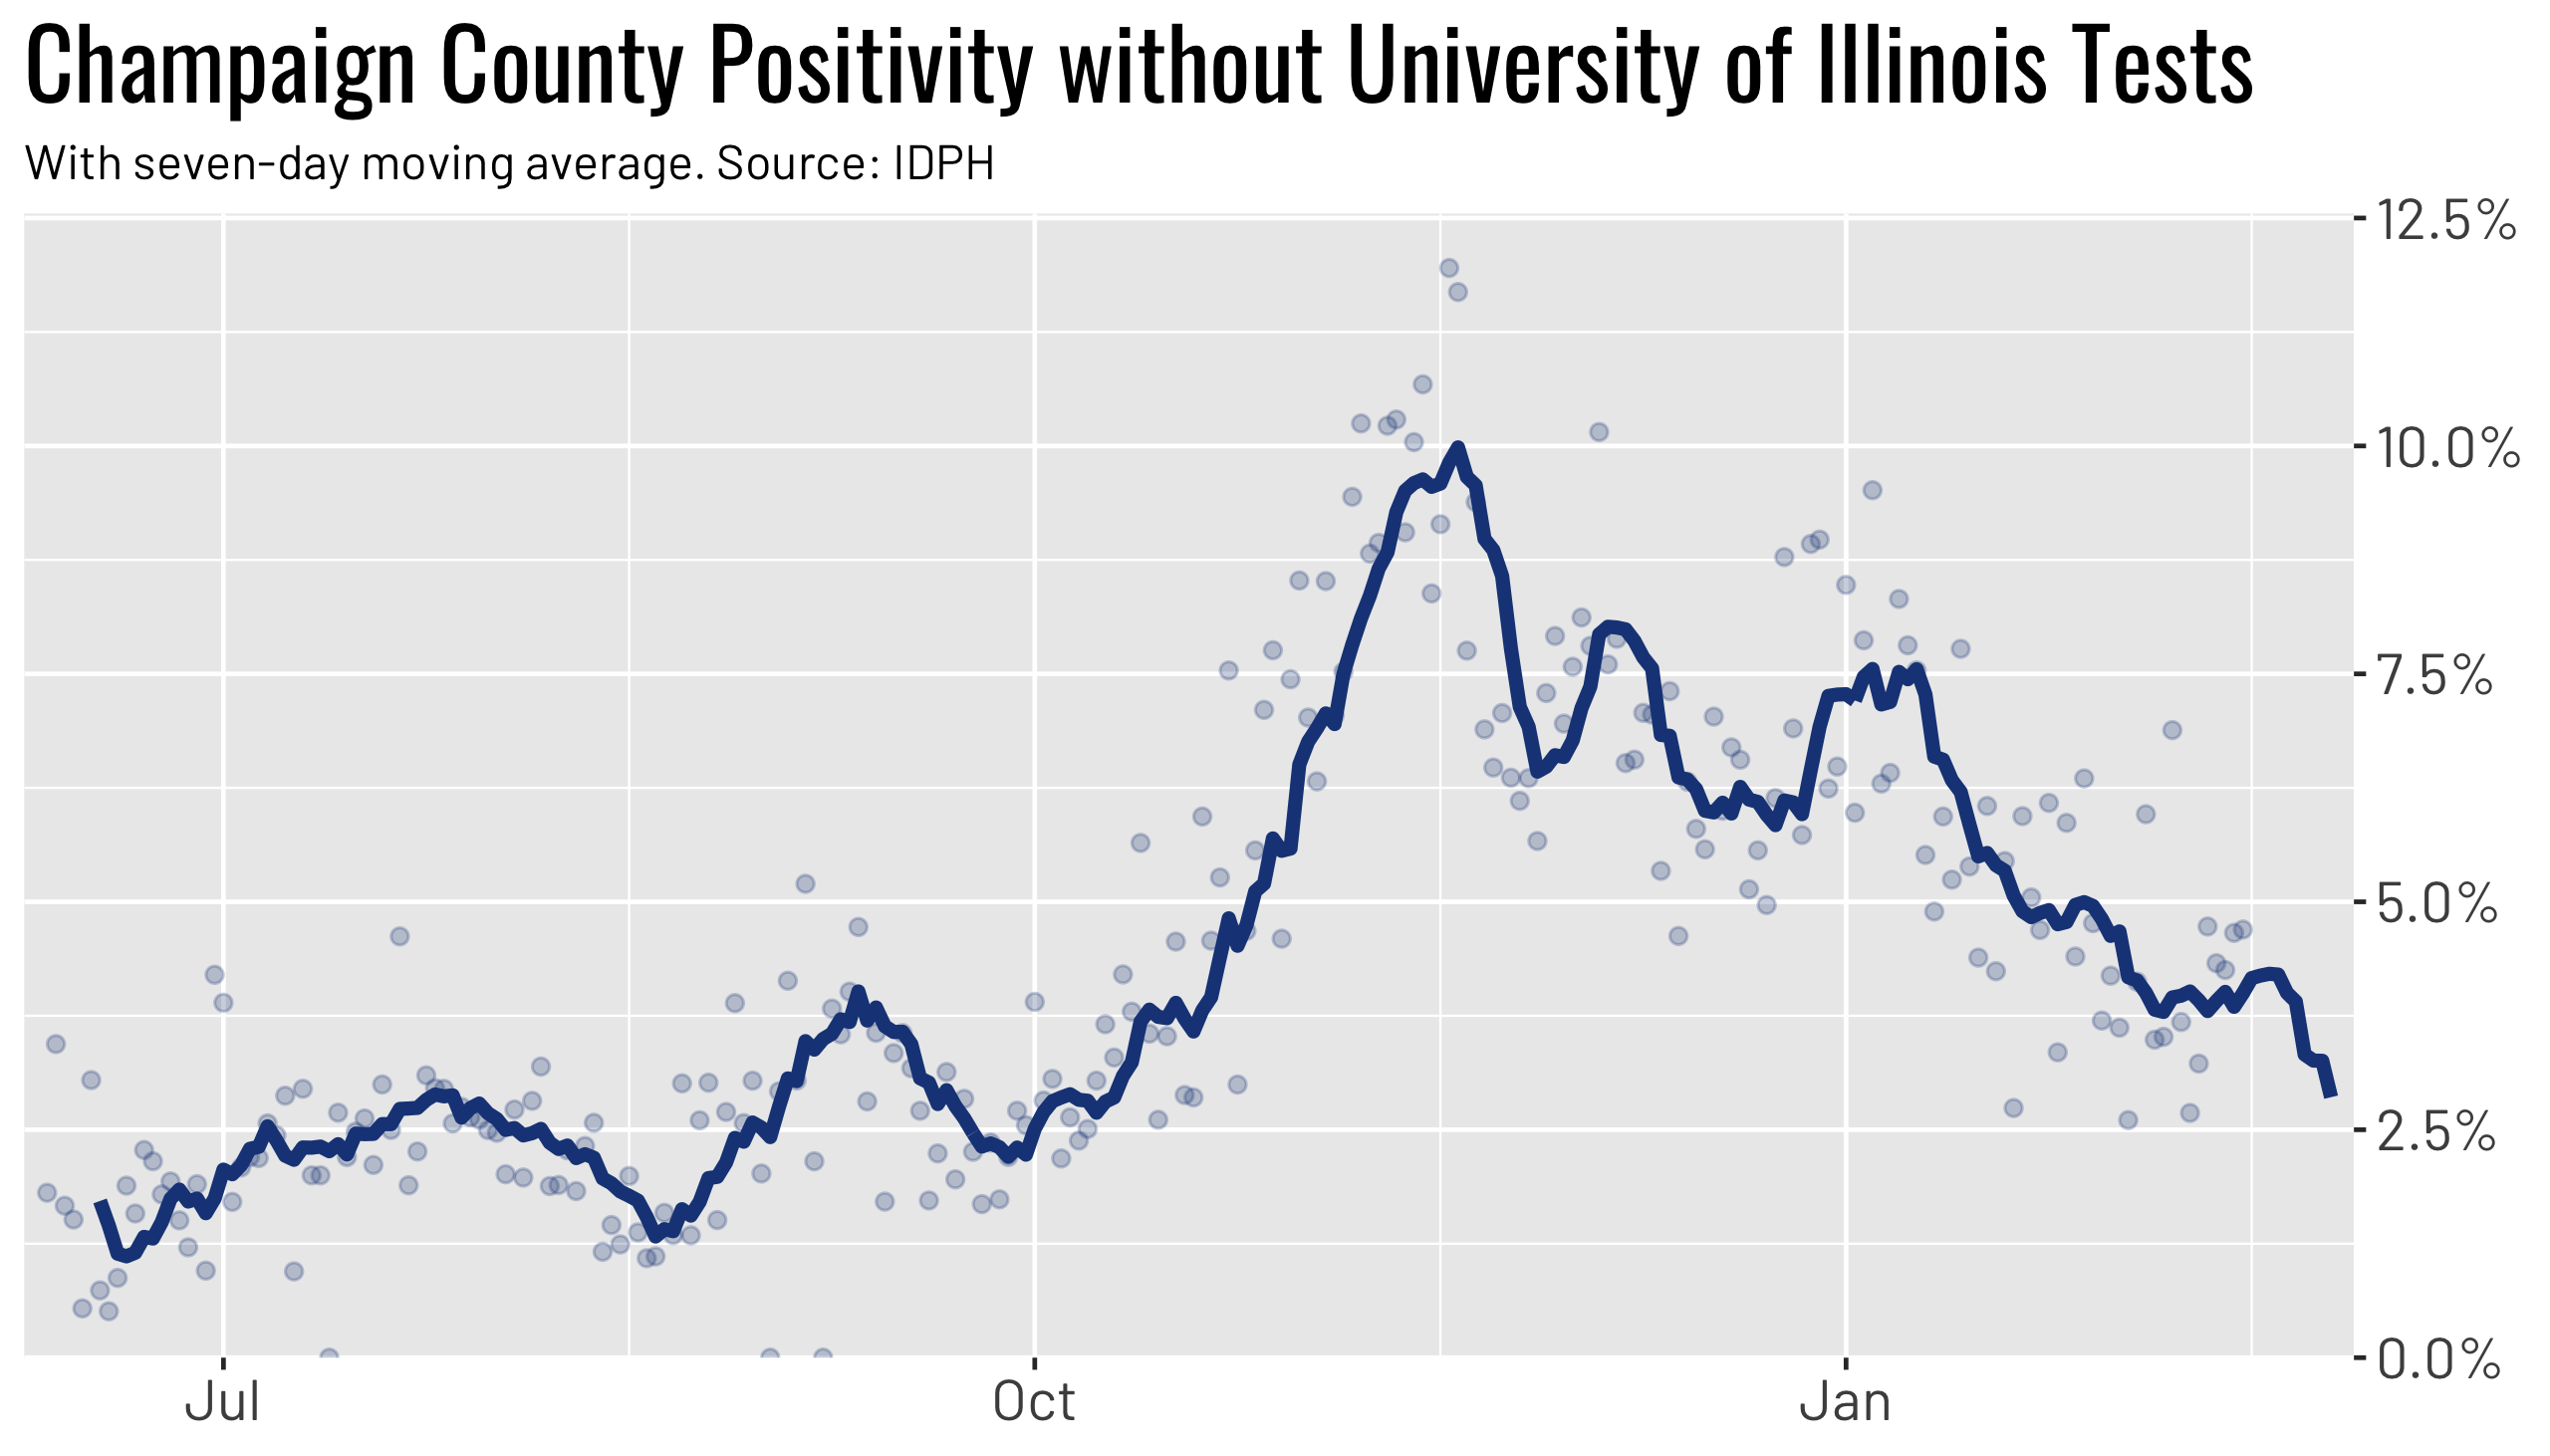 Champaign County Positivity without University of Illinois Tests
With seven-day moving average. Source: IDPH
12.5%
10.0%
7.5%
5.0%
2.5%
0.0%
Jul
Oct
Jan